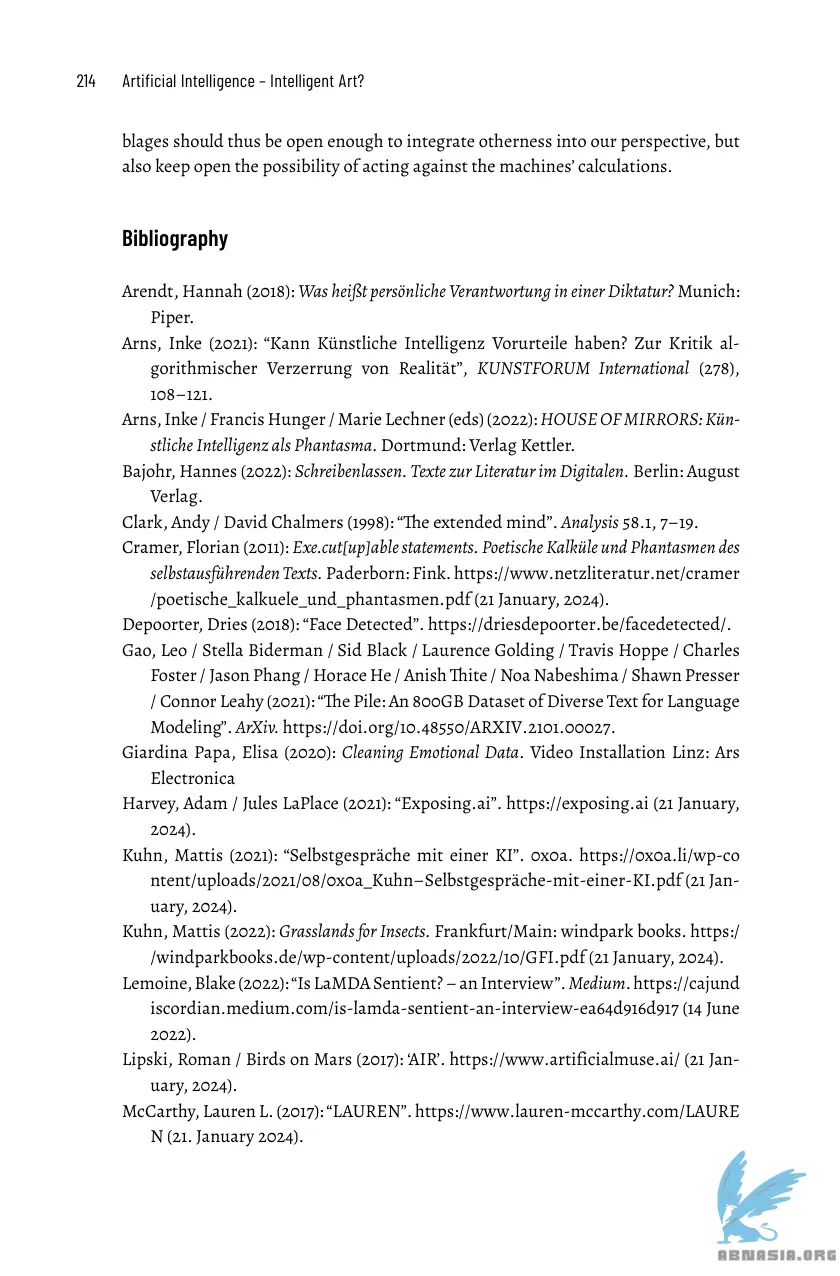 214 Artificial Intelligence – Intelligent Art?
blages should thus be open enough to integrate otherness into our perspective, but
also keep open the possibility of acting against the machines’ calculations.
Bibliography
Arendt, Hannah (2018): Was heißt persönliche Verantwortung in einer Diktatur? Munich:
Piper.
Arns, Inke (2021): “Kann Künstliche Intelligenz Vorurteile haben? Zur Kritik al-
gorithmischer Verzerrung von Realität”, KUNSTFORUM International (278),
108–121.
Arns, Inke / Francis Hunger / Marie Lechner (eds) (2022): HOUSE OF MIRRORS: Kün-
stliche Intelligenz als Phantasma. Dortmund: Verlag Kettler.
Bajohr, Hannes (2022): Schreibenlassen. Texte zur Literatur im Digitalen. Berlin: August
Verlag.
Clark, Andy / David Chalmers (1998): “The extended mind”. Analysis 58.1, 7–19.
Cramer, Florian (2011): Exe.cut[up]able statements. Poetische Kalküle und Phantasmen des
selbstausführenden Texts. Paderborn: Fink. https://www.netzliteratur.net/cramer
/poetische_kalkuele_und_phantasmen.pdf (21 January, 2024).
Depoorter, Dries (2018): “Face Detected”. https://driesdepoorter.be/facedetected/.
Gao, Leo / Stella Biderman / Sid Black / Laurence Golding / Travis Hoppe / Charles
Foster / Jason Phang / Horace He / Anish Thite / Noa Nabeshima / Shawn Presser
/ Connor Leahy (2021): “The Pile: An 800GB Dataset of Diverse Text for Language
Modeling”. ArXiv. https://doi.org/10.48550/ARXIV.2101.00027.
Giardina Papa, Elisa (2020): Cleaning Emotional Data. Video Installation Linz: Ars
Electronica
Harvey, Adam / Jules LaPlace (2021): “Exposing.ai”. https://exposing.ai (21 January,
2024).
Kuhn, Mattis (2021): “Selbstgespräche mit einer KI”. 0x0a. https://0x0a.li/wp-co
ntent/uploads/2021/08/0x0a_Kuhn–Selbstgespräche-mit-einer-KI.pdf (21 Jan-
uary, 2024).
Kuhn, Mattis (2022): Grasslands for Insects. Frankfurt/Main: windpark books. https:/
/windparkbooks.de/wp-content/uploads/2022/10/GFI.pdf (21 January, 2024).
Lemoine, Blake (2022): “Is LaMDA Sentient? – an Interview”. Medium. https://cajund
iscordian.medium.com/is-lamda-sentient-an-interview-ea64d916d917 (14 June
2022).
Lipski, Roman / Birds on Mars (2017): ‘AIR’. https://www.artificialmuse.ai/ (21 Jan-
uary, 2024).
McCarthy, Lauren L. (2017): “LAUREN”. https://www.lauren-mccarthy.com/LAURE
N (21. January 2024).
ABNASIA.ORG